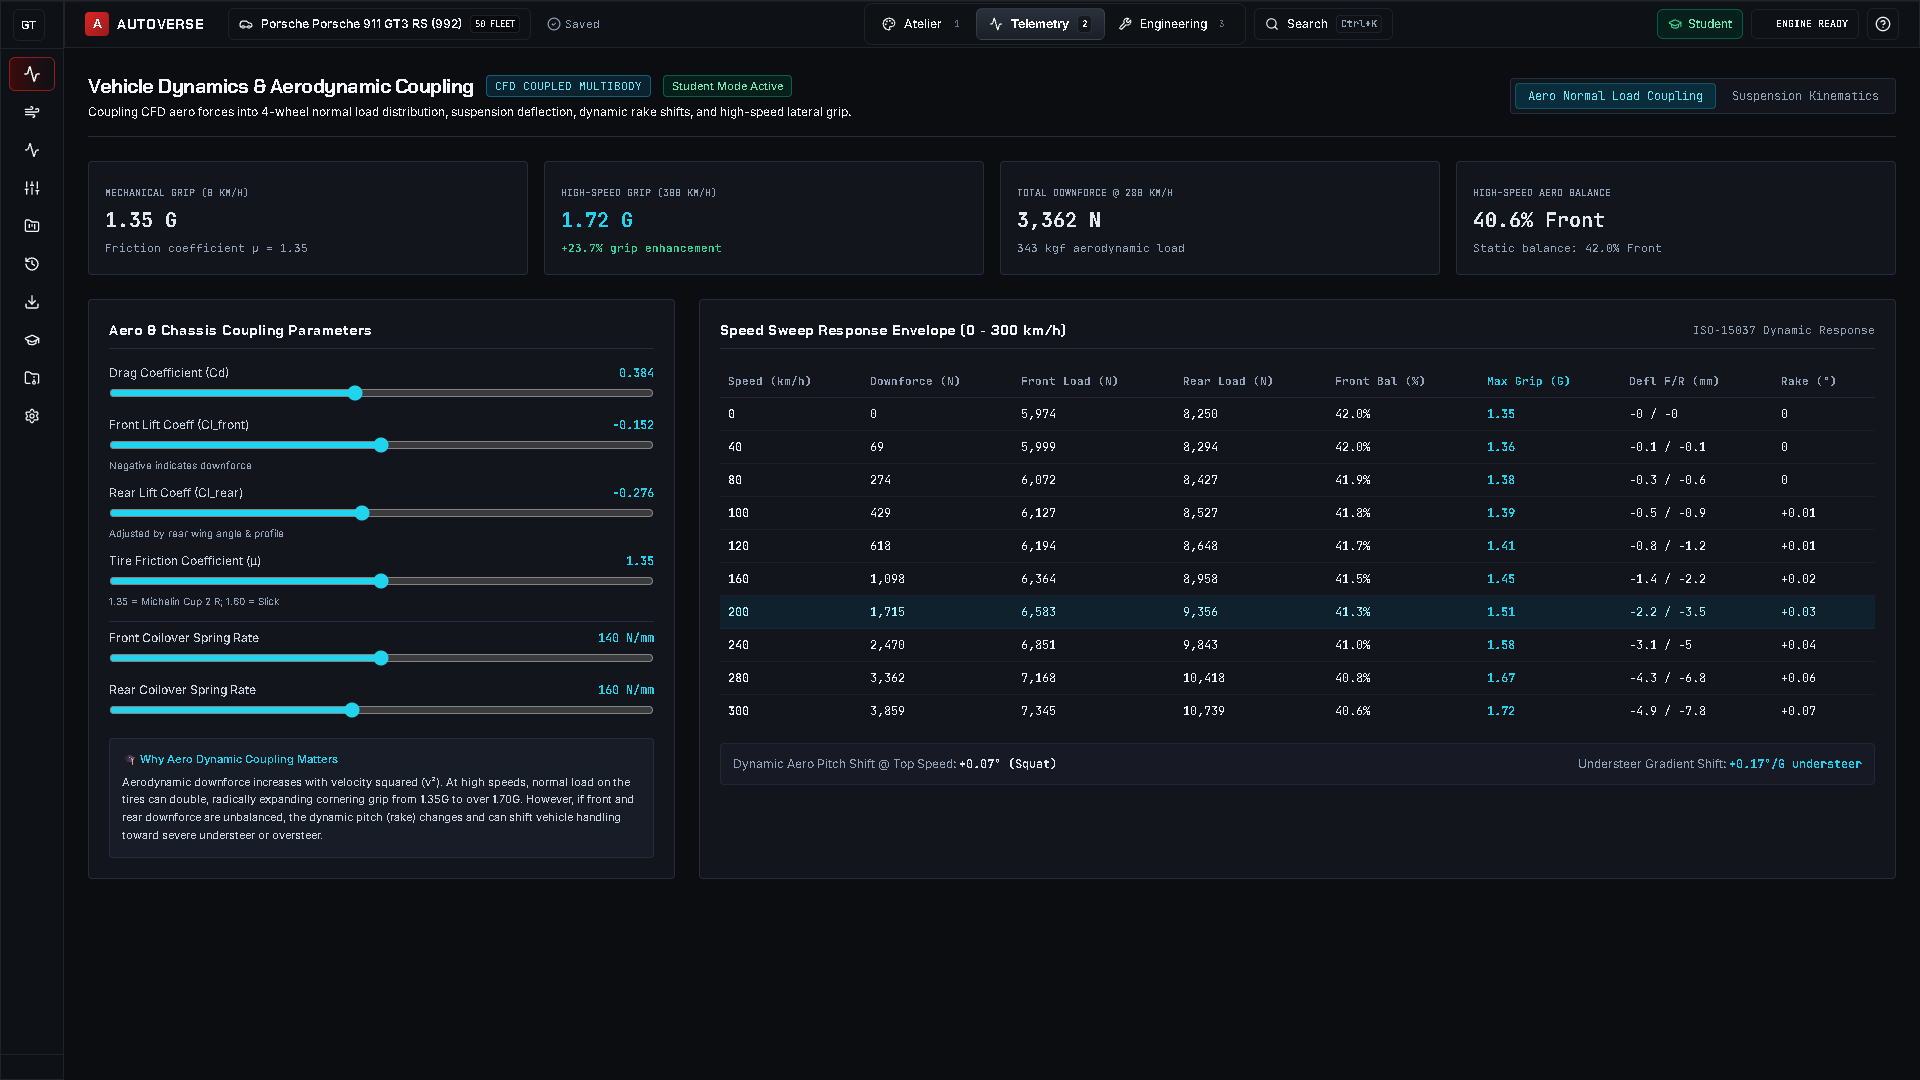 GT
A AUTOVERSE
Porsche Porsche 911 GT3 RS (992) 50 FLEET
Saved
Atelier 1
Telemetry 2
Engineering 3
Search Ctrl+K
Student
ENGINE READY
Vehicle Dynamics & Aerodynamic Coupling
CFD COUPLED MULTIBODY
Student Mode Active
Coupling CFD aero forces into 4-wheel normal load distribution, suspension deflection, dynamic rake shifts, and high-speed lateral grip.
Aero Normal Load Coupling
Suspension Kinematics
MECHANICAL GRIP (0 KM/H)
1.35 G
Friction coefficient μ = 1.35
HIGH-SPEED GRIP (300 KM/H)
1.72 G
+23.7% grip enhancement
TOTAL DOWNFORCE @ 280 KM/H
3,362 N
343 kgf aerodynamic load
HIGH-SPEED AERO BALANCE
40.6% Front
Static balance: 42.0% Front
Aero & Chassis Coupling Parameters
Drag Coefficient (Cd) 0.384
Front Lift Coeff (Cl_front) -0.152
Negative indicates downforce
Rear Lift Coeff (Cl_rear) -0.276
Adjusted by rear wing angle & profile
Tire Friction Coefficient (μ) 1.35
1.35 = Michelin Cup 2 R; 1.60 = Slick
Front Coilover Spring Rate 140 N/mm
Rear Coilover Spring Rate 160 N/mm
Why Aero Dynamic Coupling Matters
Aerodynamic downforce increases with velocity squared (v²). At high speeds, normal load on the
tires can double, radically expanding cornering grip from 1.35G to over 1.70G. However, if front and
rear downforce are unbalanced, the dynamic pitch (rake) changes and can shift vehicle handling
toward severe understeer or oversteer.
Speed Sweep Response Envelope (0 - 300 km/h)
ISO-15037 Dynamic Response
Speed (km/h) Downforce (N) Front Load (N) Rear Load (N) Front Bal (%) Max Grip (G) Defl F/R (mm) Rake (°)
0 0 5,974 8,250 42.0% 1.35 -0 / -0 0
40 69 5,999 8,294 42.0% 1.36 -0.1 / -0.1 0
80 274 6,072 8,427 41.9% 1.38 -0.3 / -0.6 0
100 429 6,127 8,527 41.8% 1.39 -0.5 / -0.9 +0.01
120 618 6,194 8,648 41.7% 1.41 -0.8 / -1.2 +0.01
160 1,098 6,364 8,958 41.5% 1.45 -1.4 / -2.2 +0.02
200 1,715 6,583 9,356 41.3% 1.51 -2.2 / -3.5 +0.03
240 2,470 6,851 9,843 41.0% 1.58 -3.1 / -5 +0.04
280 3,362 7,168 10,418 40.8% 1.67 -4.3 / -6.8 +0.06
300 3,859 7,345 10,739 40.6% 1.72 -4.9 / -7.8 +0.07
Dynamic Aero Pitch Shift @ Top Speed: +0.07° (Squat)
Understeer Gradient Shift: +0.17°/G understeer